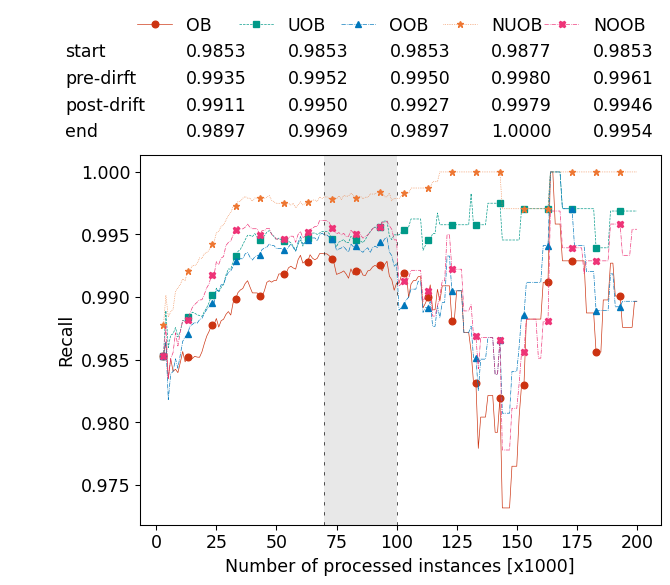 OB UOB OOB NUOB NOOB
start 0.9853 0.9853 0.9853 0.9877 0.9853
pre-dirft 0.9935 0.9952 0.9950 0.9980 0.9961
post-drift 0.9911 0.9950 0.9927 0.9979 0.9946
end 0.9897 0.9969 0.9897 1.0000 0.9954
1.000
0.995
0.990
0.985
0.980
0.975
Recall
0 25 50 75 100 125 150 175 200
Number of processed instances [x1000]